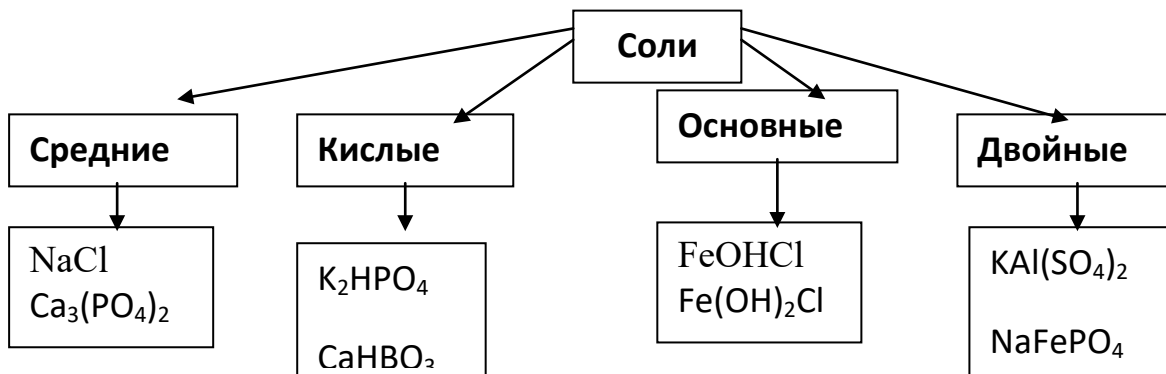 Соли
Средние
Кислые
Основные
Двойные
NaCl
Ca₃(PO₄)₂
K₂HPO₄
CaHBO₃
FeOHCl
Fe(OH)₂Cl
KAl(SO₄)₂
NaFePO₄